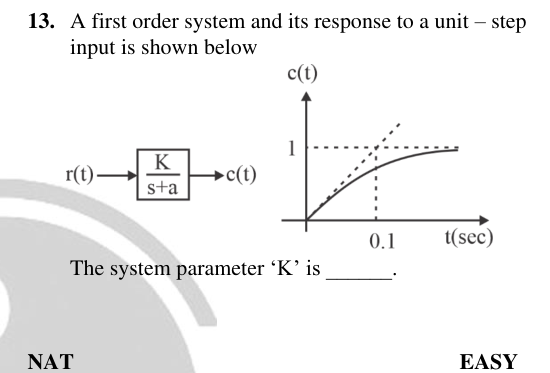 13. A first order system and its response to a unit – step
input is shown below
c(t)
1
r(t)
K
s+a
c(t)
0.1
t(sec)
The system parameter ‘K’ is ______.
NAT
EASY